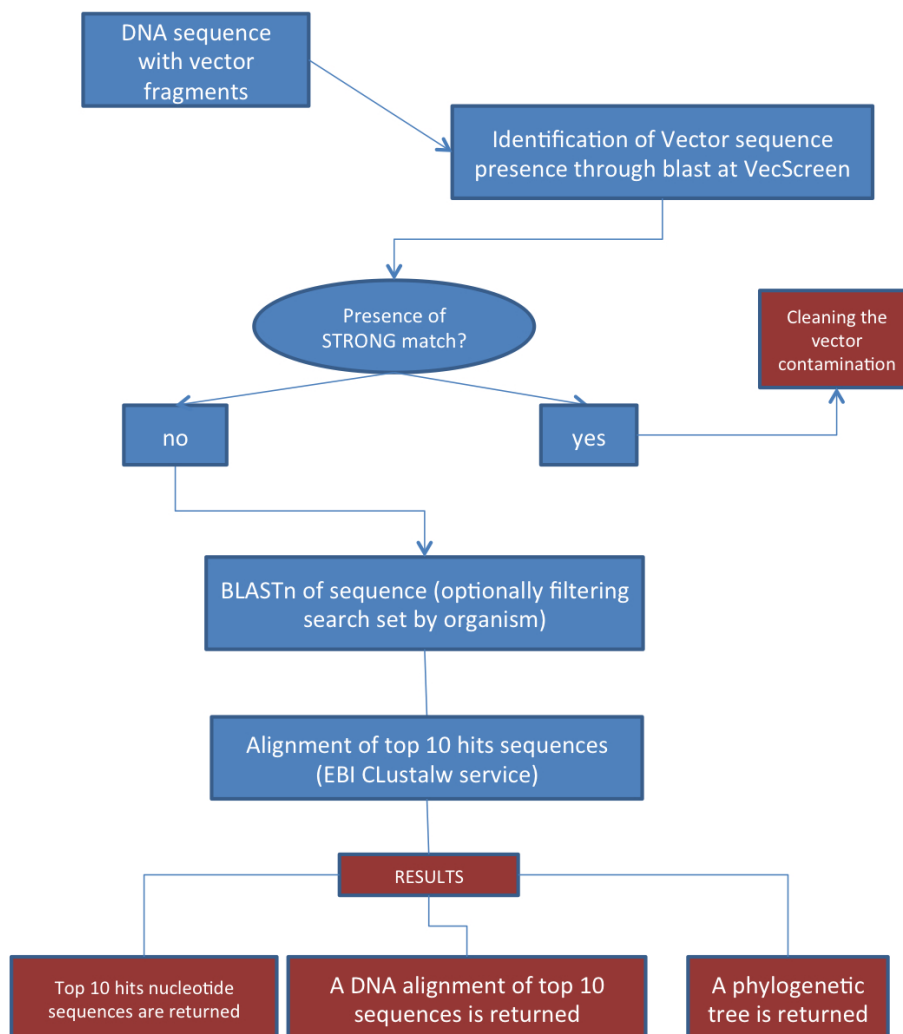 DNA sequence
with vector
fragments
Identification of Vector sequence
presence through blast at VecScreen
Presence of
STRONG match?
Cleaning the
vector
contamination
no
yes
BLASTn of sequence (optionally filtering
search set by organism)
Alignment of top 10 hits sequences
(EBI CLustalw service)
RESULTS
Top 10 hits nucleotide
sequences are returned
A DNA alignment of top 10
sequences is returned
A phylogenetic
tree is returned